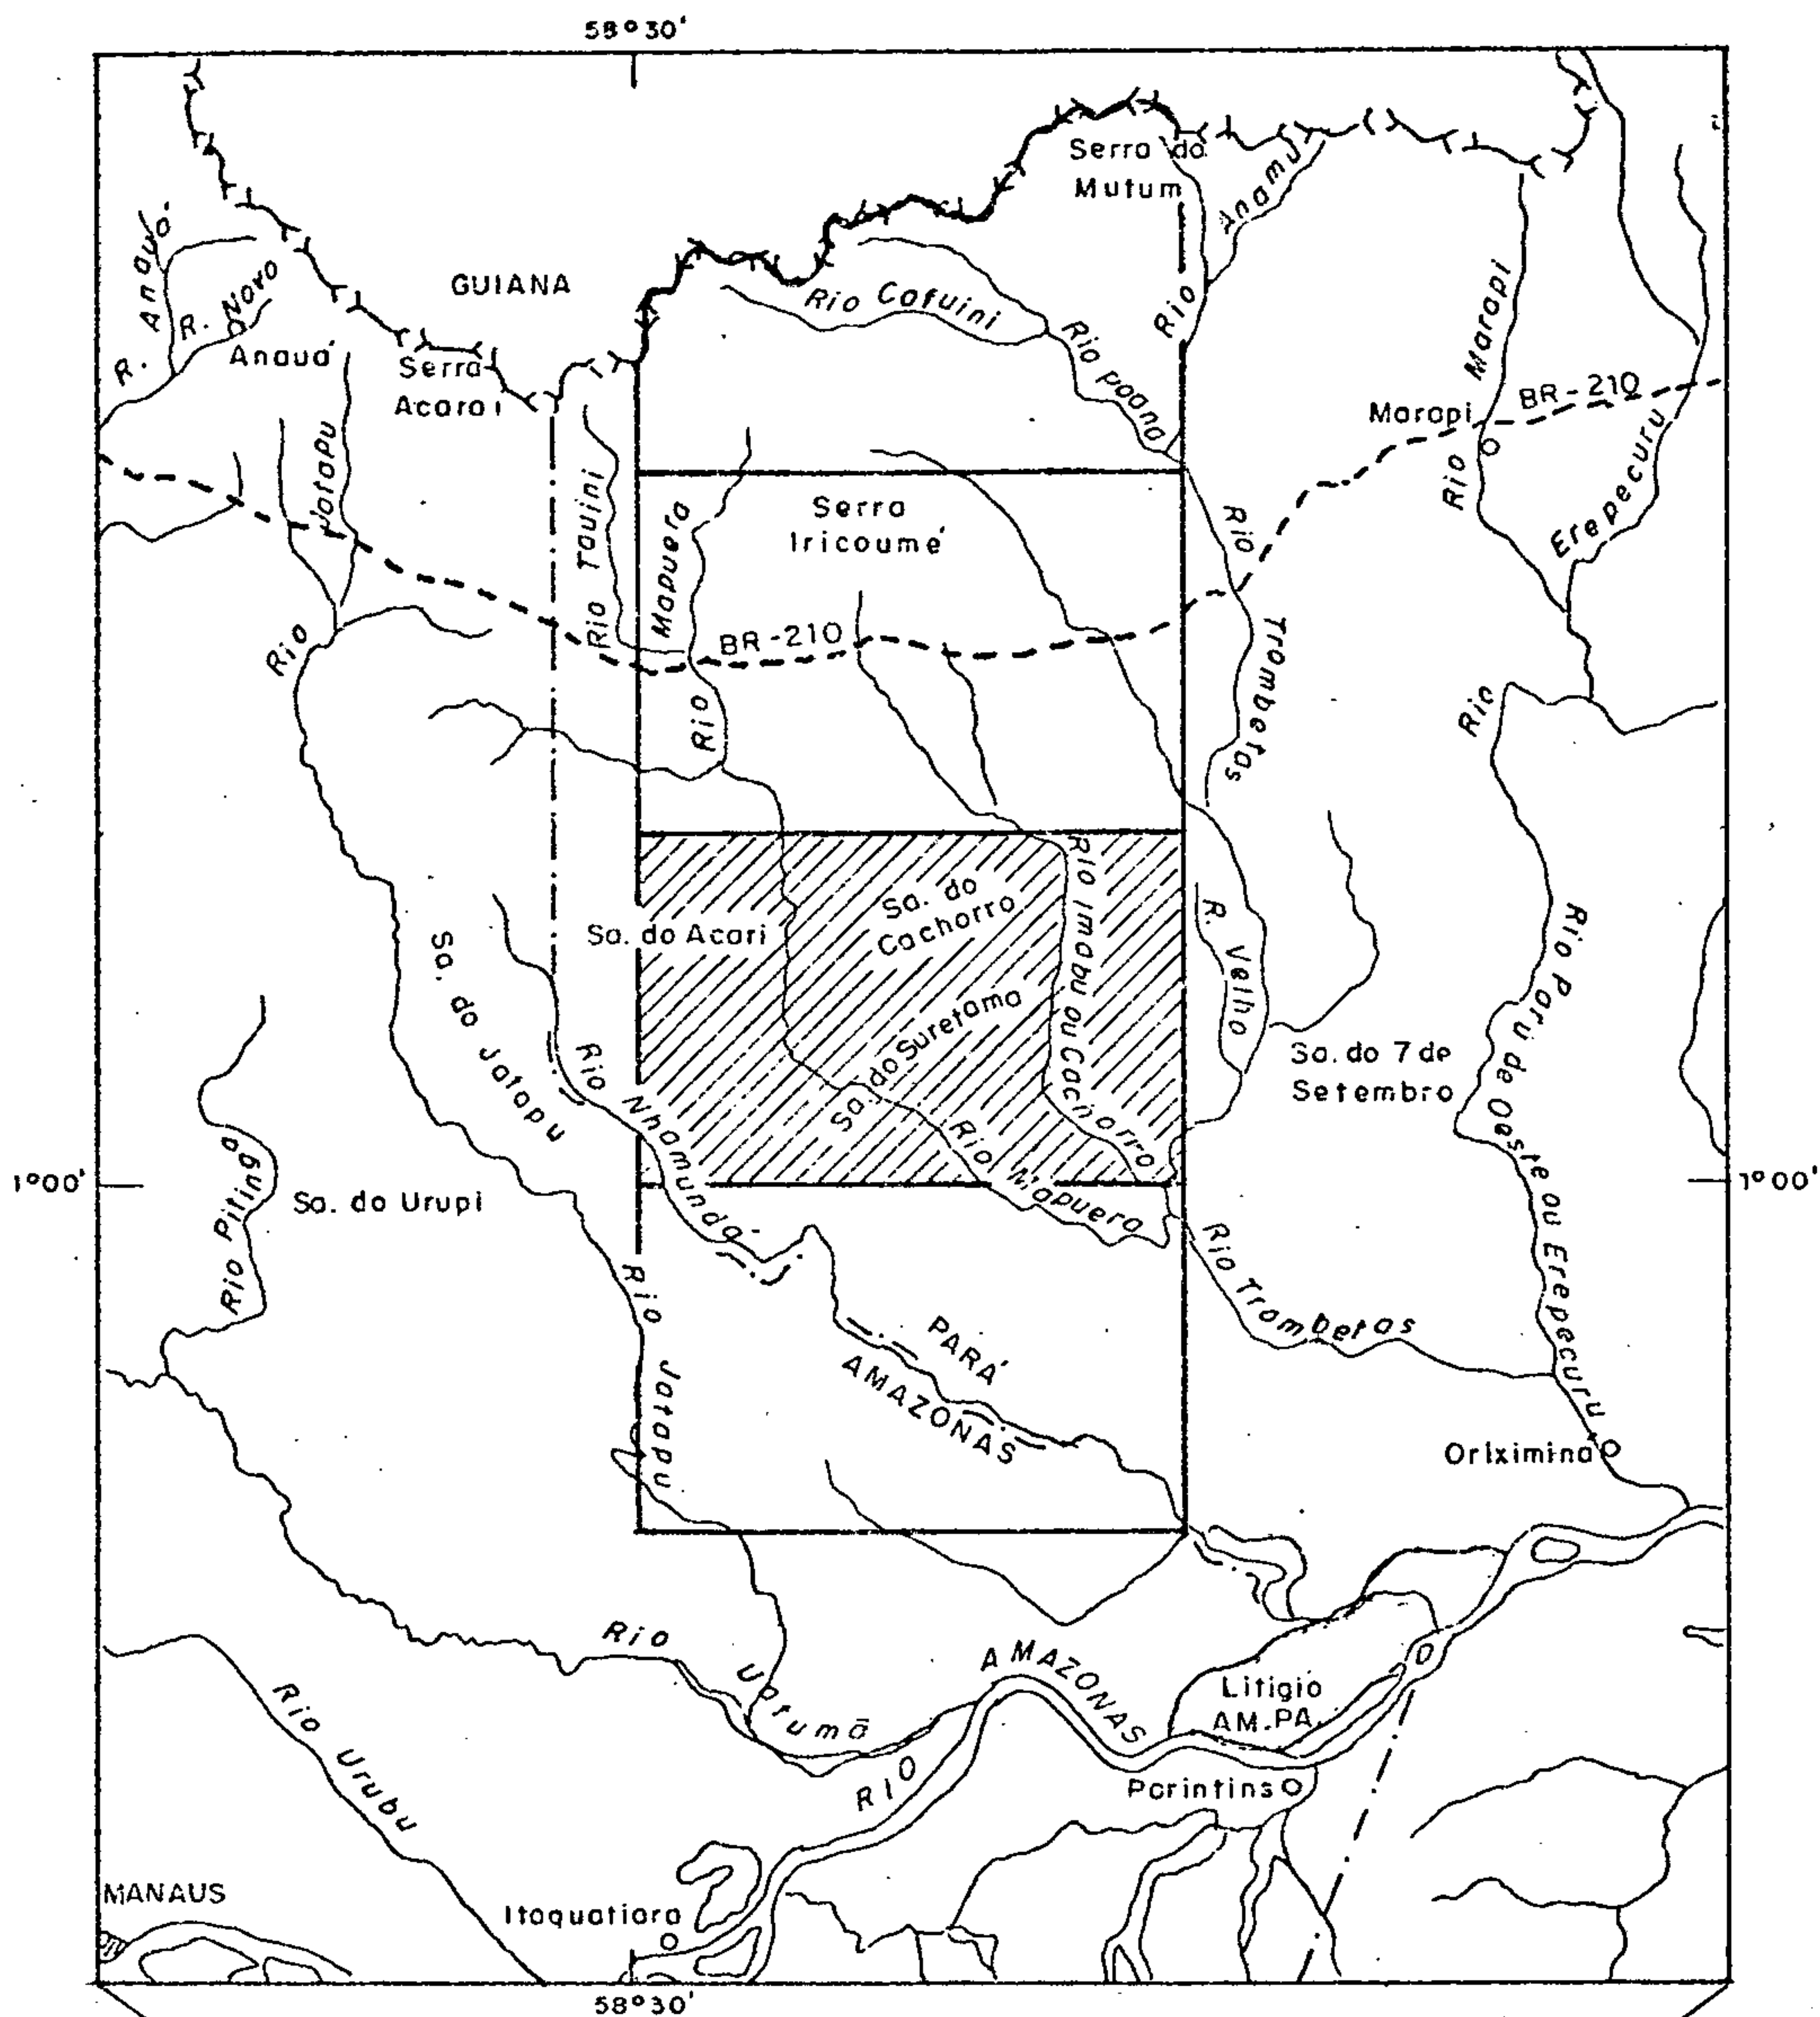 58°30'
Serra do
Mutum
Anamu
R. Anauá
R. Novo
Anauá
GUIANA
Serra
Acarai
Rio Cafuini
Rio Poana
Rio
Rio Marapi
BR-210
Marapi
Jatapu
Rio Tauini
Mapuera
Serra
Iricoumé
Rio
Rio
Erepecuru
Rio
BR-210
Trombetas
Rio
Rio
Sa. do
Cachorro
Sa. do Acari
Rio Imabu ou Cachorro
R. Velho
Rio Paru de Oeste ou Erepecuru
Sa. do Jatapu
Sa. do Suretama
Sa. do 7 de
Setembro
Rio Nhamundá
Rio Mapuera
1°00'
1°00'
Rio Pitinga
Sa. do Urupi
Rio Trombetas
Rio Jatapu
PARÁ
AMAZONAS
Oriximina
Rio Uatumã
RIO AMAZONAS
Litigio
AM.PA.
Rio Urubu
Parintins
MANAUS
Itaquatiara
58°30'